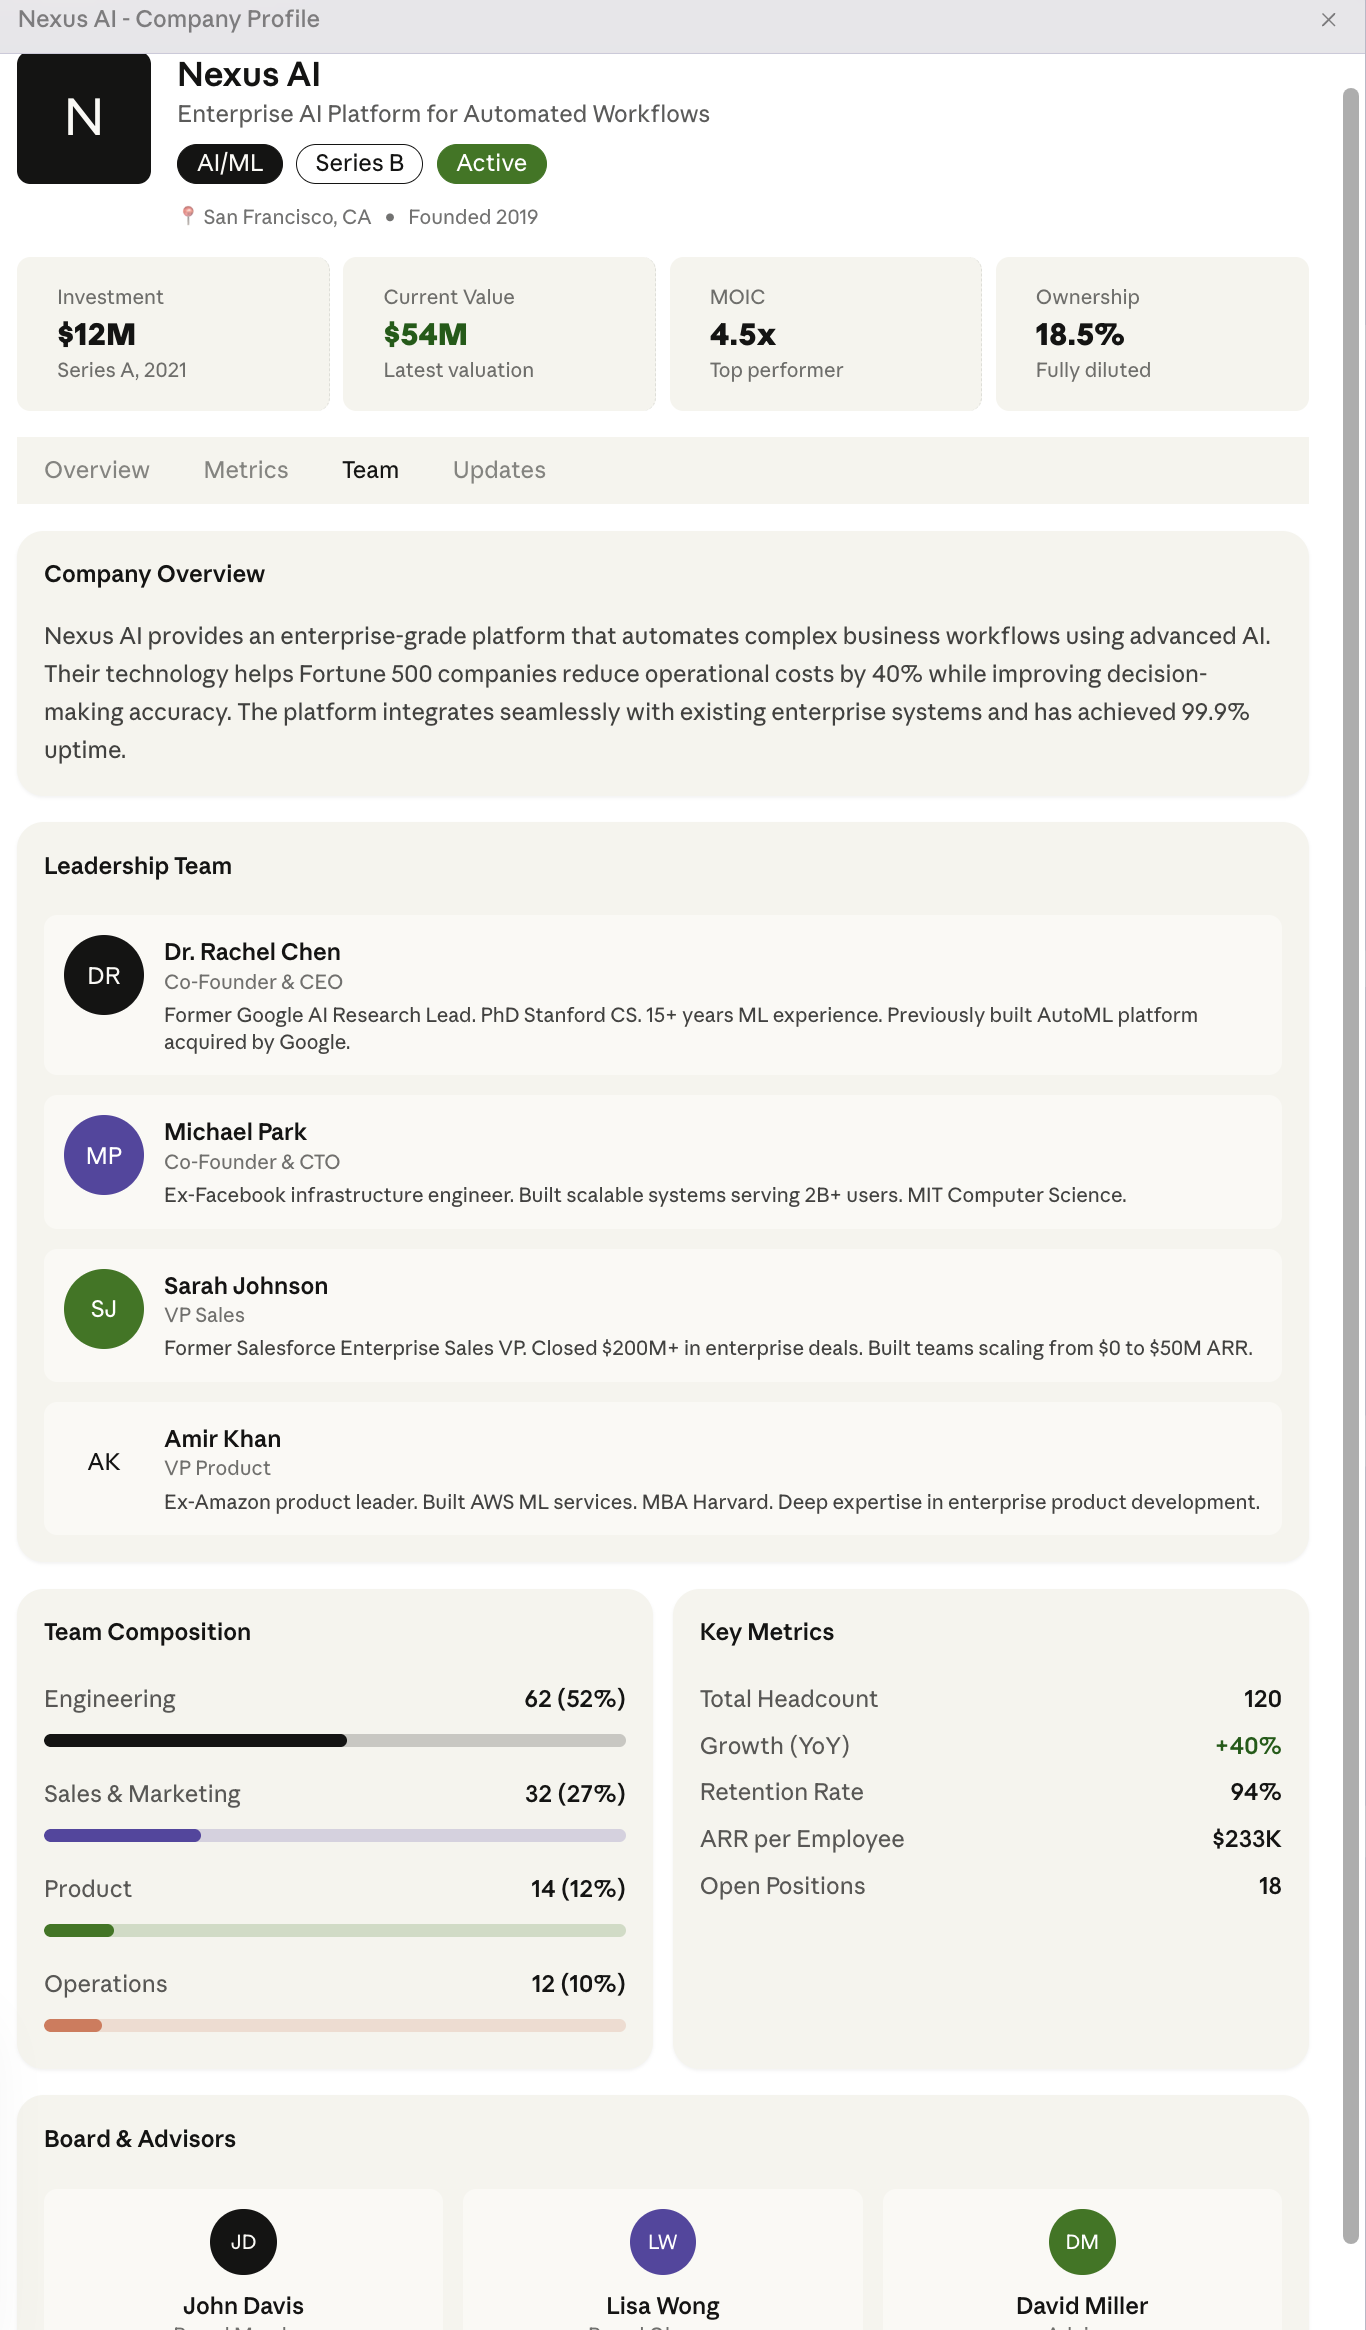 Nexus AI - Company Profile
N
Nexus AI
Enterprise AI Platform for Automated Workflows
AI/ML
Series B
Active
San Francisco, CA • Founded 2019
Investment
$12M
Series A, 2021
Current Value
$54M
Latest valuation
MOIC
4.5x
Top performer
Ownership
18.5%
Fully diluted
Overview
Metrics
Team
Updates
Company Overview
Nexus AI provides an enterprise-grade platform that automates complex business workflows using advanced AI.
Their technology helps Fortune 500 companies reduce operational costs by 40% while improving decision-
making accuracy. The platform integrates seamlessly with existing enterprise systems and has achieved 99.9%
uptime.
Leadership Team
DR
Dr. Rachel Chen
Co-Founder & CEO
Former Google AI Research Lead. PhD Stanford CS. 15+ years ML experience. Previously built AutoML platform
acquired by Google.
MP
Michael Park
Co-Founder & CTO
Ex-Facebook infrastructure engineer. Built scalable systems serving 2B+ users. MIT Computer Science.
SJ
Sarah Johnson
VP Sales
Former Salesforce Enterprise Sales VP. Closed $200M+ in enterprise deals. Built teams scaling from $0 to $50M ARR.
AK
Amir Khan
VP Product
Ex-Amazon product leader. Built AWS ML services. MBA Harvard. Deep expertise in enterprise product development.
Team Composition
Engineering 62 (52%)
Sales & Marketing 32 (27%)
Product 14 (12%)
Operations 12 (10%)
Key Metrics
Total Headcount 120
Growth (YoY) +40%
Retention Rate 94%
ARR per Employee $233K
Open Positions 18
Board & Advisors
JD
John Davis
LW
Lisa Wong
DM
David Miller